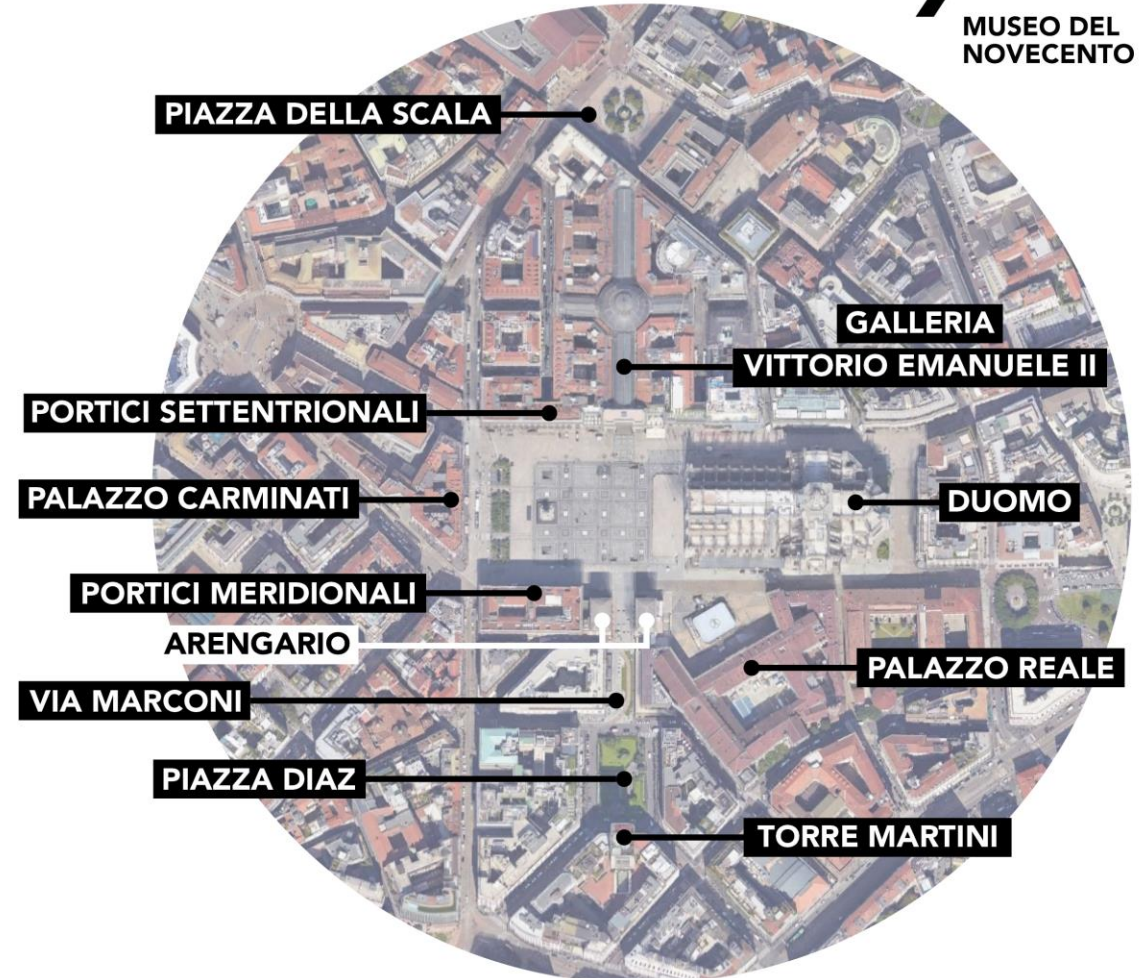 MUSEO DEL
NOVECENTO
PIAZZA DELLA SCALA
GALLERIA
VITTORIO EMANUELE II
PORTICI SETTENTRIONALI
PALAZZO CARMINATI
DUOMO
PORTICI MERIDIONALI
ARENGARIO
PALAZZO REALE
VIA MARCONI
PIAZZA DIAZ
TORRE MARTINI